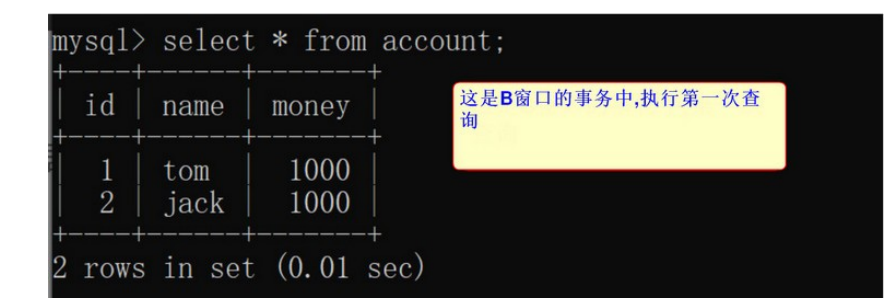 mysql> select * from account;
+----+------+-------+
| id | name | money |
+----+------+-------+
| 1 | tom | 1000 |
| 2 | jack | 1000 |
+----+------+-------+
2 rows in set (0.01 sec)
这是B窗口的事务中,执行第一次查
询